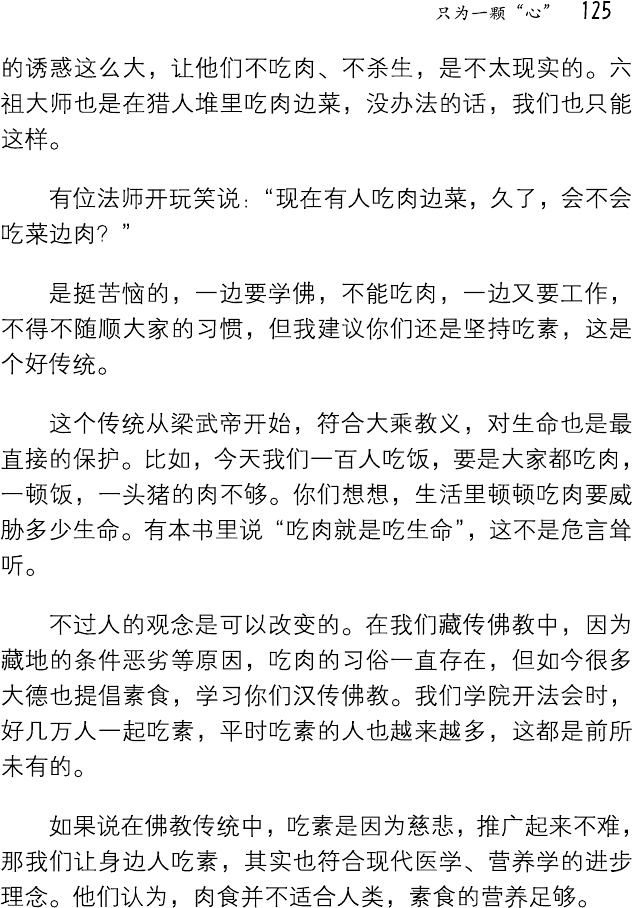 只为一颗“心” 125
的诱惑这么大，让他们不吃肉、不杀生，是不太现实的。六
祖大师也是在猎人堆里吃肉边菜，没办法的话，我们也只能
这样。
有位法师开玩笑说：“现在有人吃肉边菜，久了，会不会
吃菜边肉？”
是挺苦恼的，一边要学佛，不能吃肉，一边又要工作，
不得不随顺大家的习惯，但我建议你们还是坚持吃素，这是
个好传统。
这个传统从梁武帝开始，符合大乘教义，对生命也是最
直接的保护。比如，今天我们一百人吃饭，要是大家都吃肉，
一顿饭，一头猪的肉不够。你们想想，生活里顿顿吃肉要威
胁多少生命。有本书里说“吃肉就是吃生命”，这不是危言耸
听。
不过人的观念是可以改变的。在我们藏传佛教中，因为
藏地的条件恶劣等原因，吃肉的习俗一直存在，但如今很多
大德也提倡素食，学习你们汉传佛教。我们学院开法会时，
好几万人一起吃素，平时吃素的人也越来越多，这都是前所
未有的。
如果说在佛教传统中，吃素是因为慈悲，推广起来不难，
那我们让身边人吃素，其实也符合现代医学、营养学的进步
理念。他们认为，肉食并不适合人类，素食的营养足够。